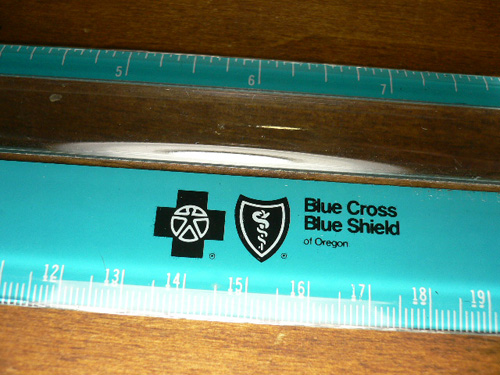 5 6 7
Blue Cross
Blue Shield
of Oregon
® ®
12 13 14 15 16 17 18 19